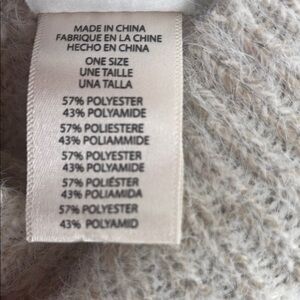 MADE IN CHINA
FABRIQUE EN LA CHINE
HECHO EN CHINA
ONE SIZE
UNE TAILLE
UNA TALLA
57% POLYESTER
43% POLYAMIDE
57% POLIESTERE
43% POLIAMMIDE
57% POLYESTER
43% POLYAMIDE
57% POLIÉSTER
43% POLIAMIDA
57% POLYESTER
43% POLYAMID